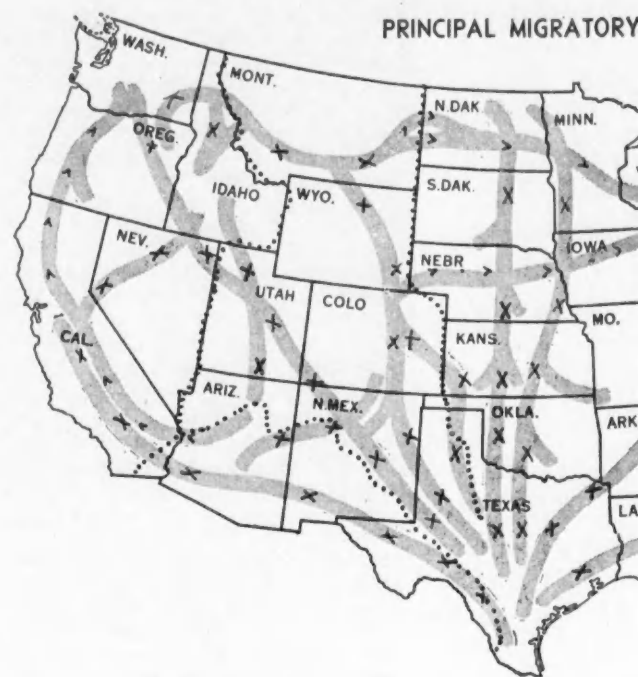 PRINCIPAL MIGRATORY
WASH.
MONT.
N.DAK
MINN.
OREG.
IDAHO
WYO.
S.DAK.
NEV.
NEBR
IOWA
UTAH
COLO
CAL.
KANS.
MO.
ARIZ.
N.MEX.
OKLA.
ARK
TEXAS
LA